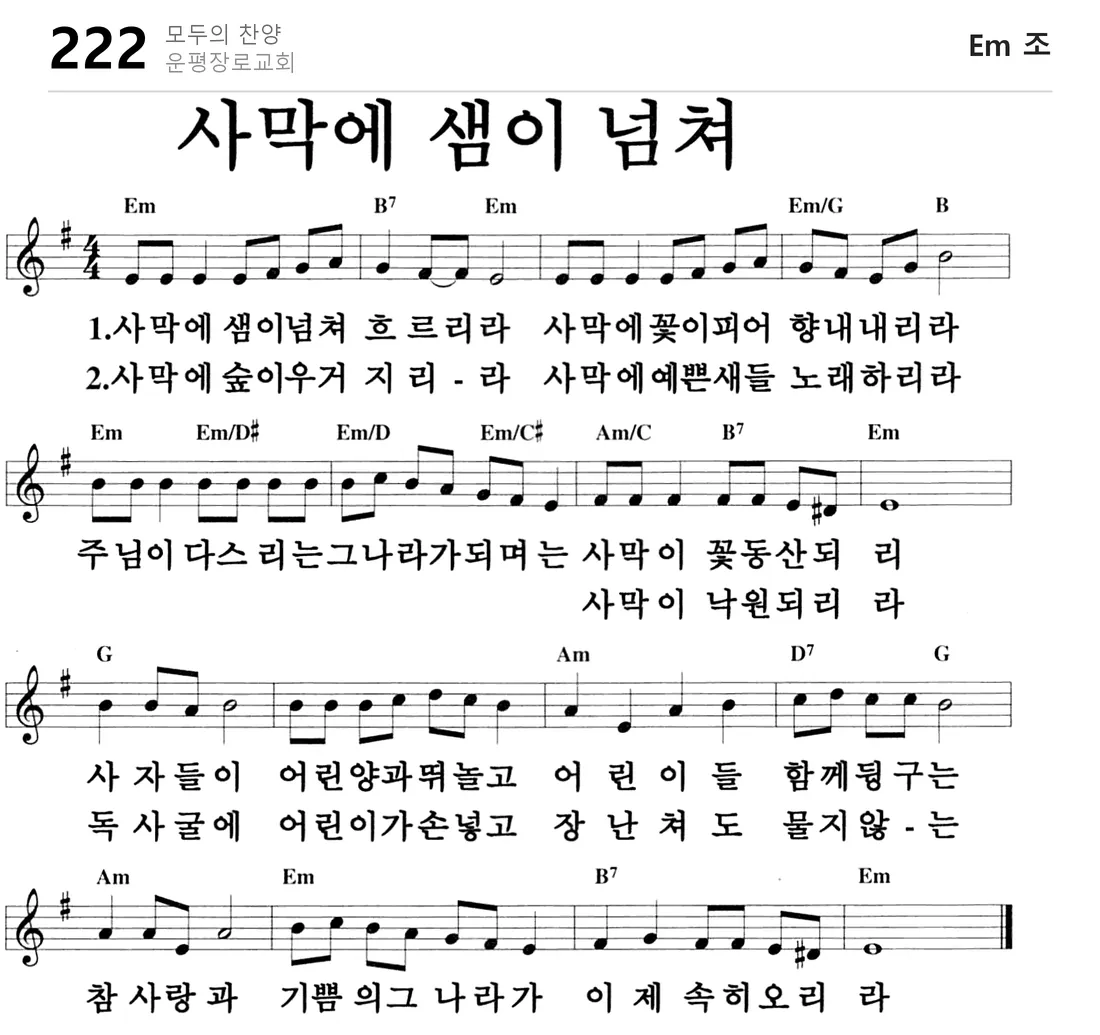 222 모두의 찬양
운평장로교회
Em 조
사막에 샘이 넘쳐
Em B7 Em Em/G B
1.사막에 샘이넘쳐 흐르리라 사막에꽃이피어 향내내리라
2.사막에 숲이우거 지리-라 사막에예쁜새들 노래하리라
Em Em/D# Em/D Em/C# Am/C B7 Em
주님이 다스리는그나라가되며는 사막이 꽃동산되 리
사막이 낙원되리 라
G Am D7 G
사자들이 어린양과뛰놀고 어린이들 함께뒹구는
독사굴에 어린이가손넣고 장난쳐도 물지않-는
Am Em B7 Em
참사랑과 기쁨의그나라가 이제속히오리 라